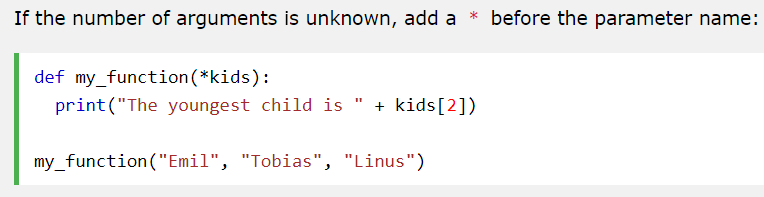 If the number of arguments is unknown, add a * before the parameter name:
def my_function(*kids):
  print("The youngest child is " + kids[2])
my_function("Emil", "Tobias", "Linus")